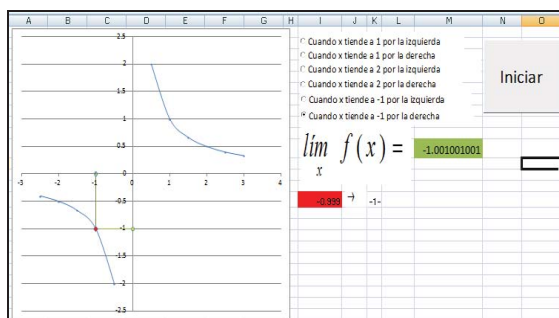 A B C D E F G H I J K L M N O
2.5
2
1.5
1
0.5
0
-3 -2 -1 0 1 2 3 4
-0.5
-1
-1.5
-2
-2.5
Cuando x tiende a 1 por la izquierda
Cuando x tiende a 1 por la derecha
Cuando x tiende a 2 por la izquierda
Cuando x tiende a 2 por la derecha
Cuando x tiende a -1 por la izquierda
Cuando x tiende a -1 por la derecha
Iniciar
lím f(x) = -1.001001001
x
-0.999 → -1-